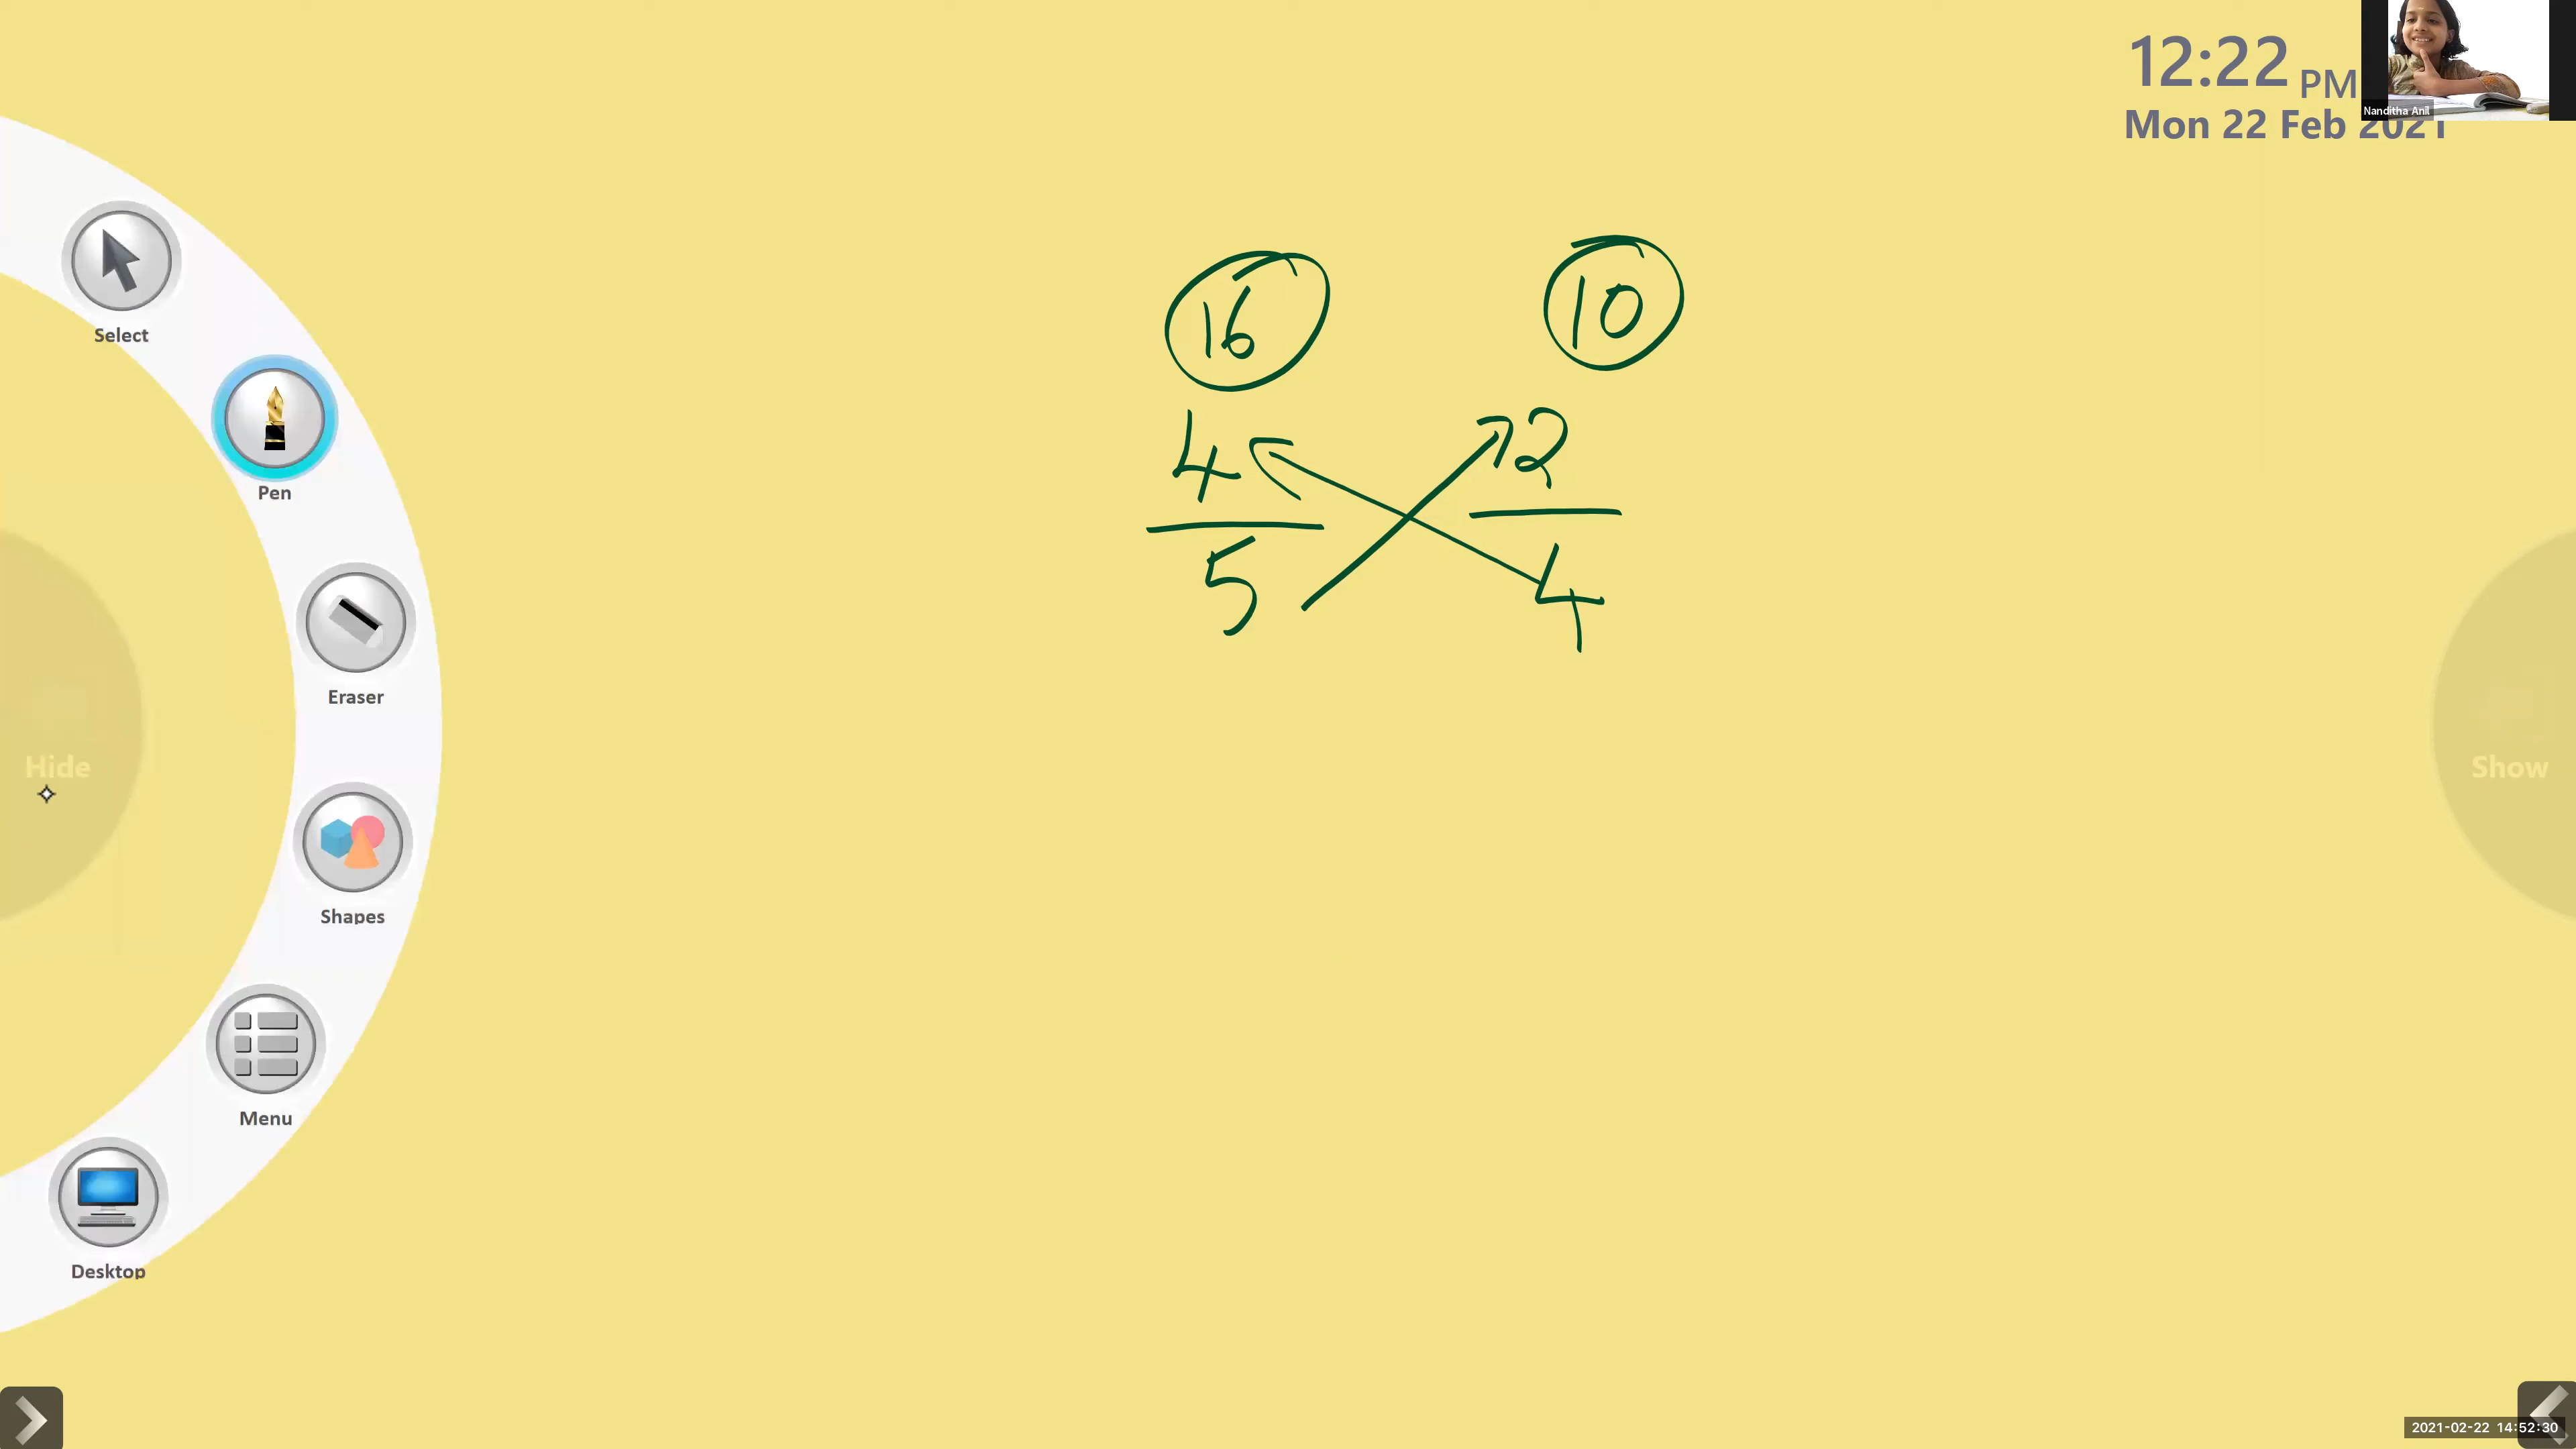 12:22 PM
Mon 22 Feb 2021
Nanditha Anil
Select
Pen
Eraser
Hide
Shapes
Menu
Desktop
16 10
4 2
5 4
Show
2021-02-22 14:52:30